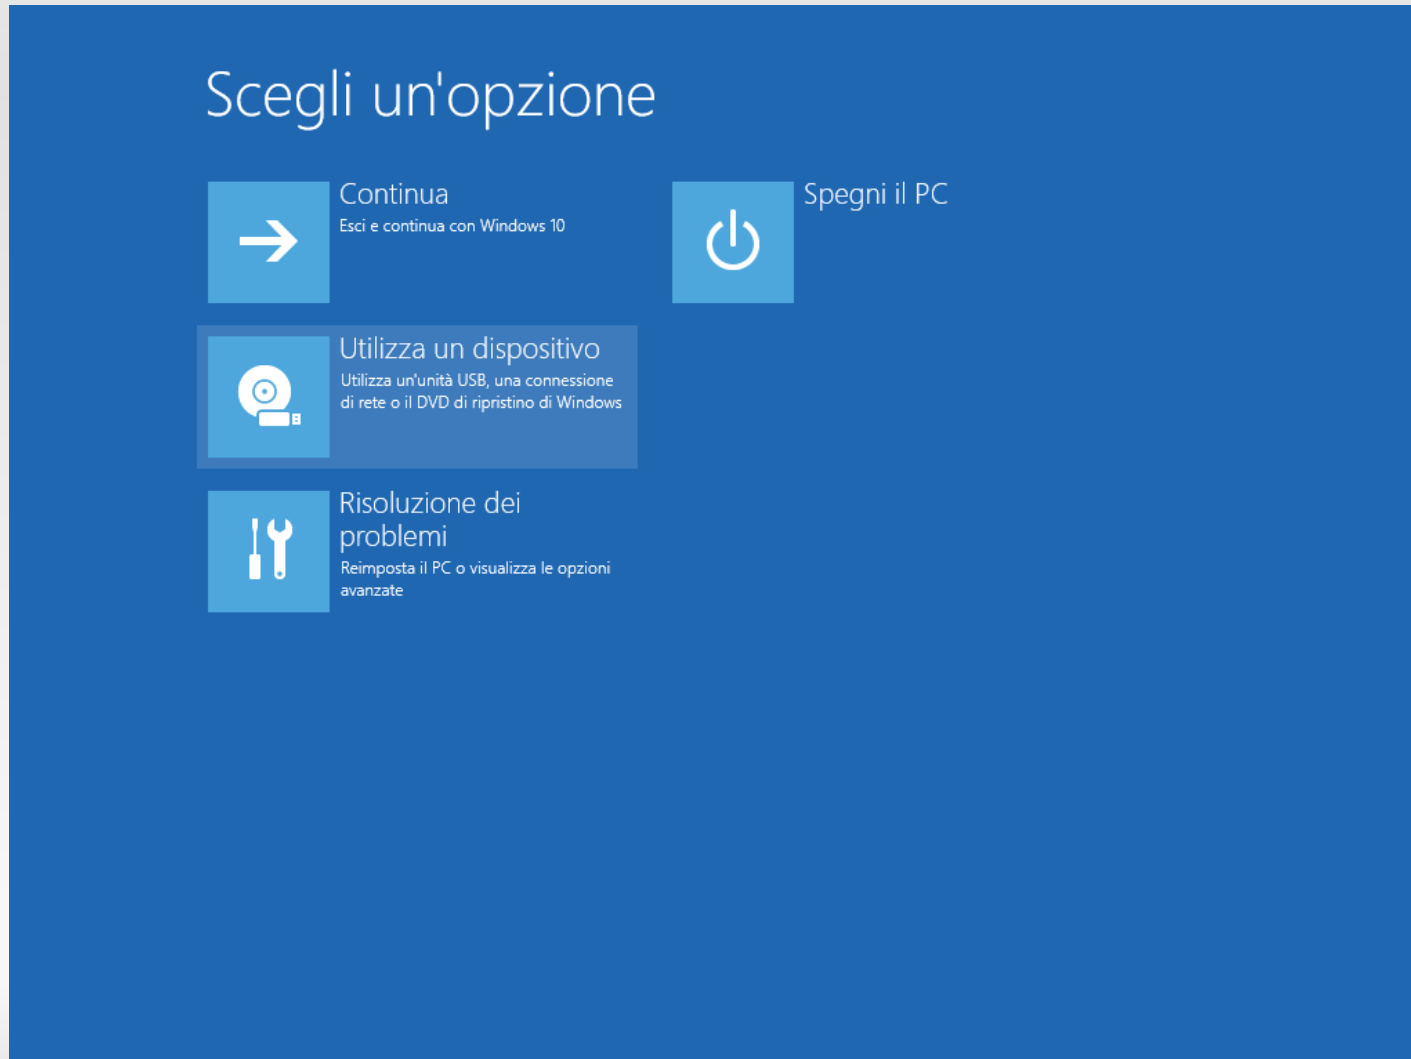 Scegli un'opzione
Continua
Esci e continua con Windows 10
Spegni il PC
Utilizza un dispositivo
Utilizza un'unità USB, una connessione
di rete o il DVD di ripristino di Windows
Risoluzione dei
problemi
Reimposta il PC o visualizza le opzioni
avanzate